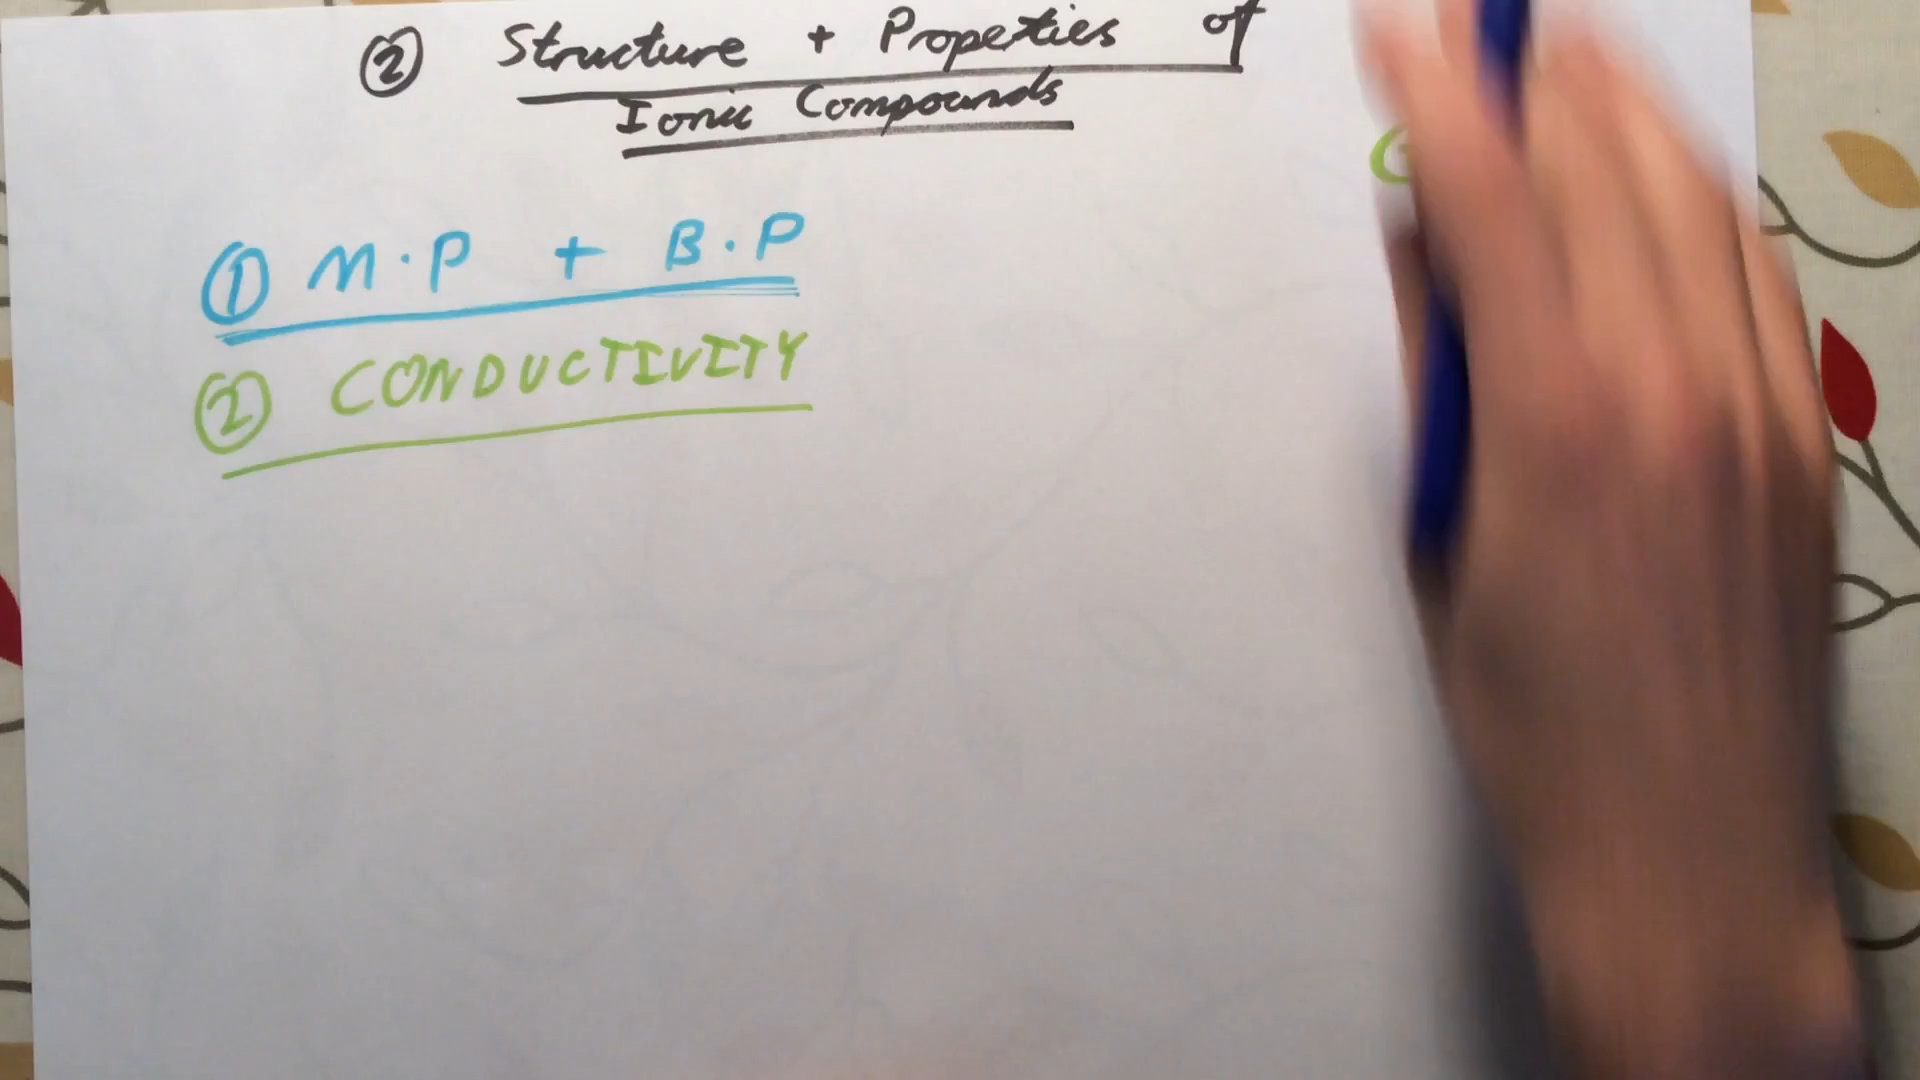 ② Structure + Properties of
Ionic Compounds
① M.P + B.P
② CONDUCTIVITY